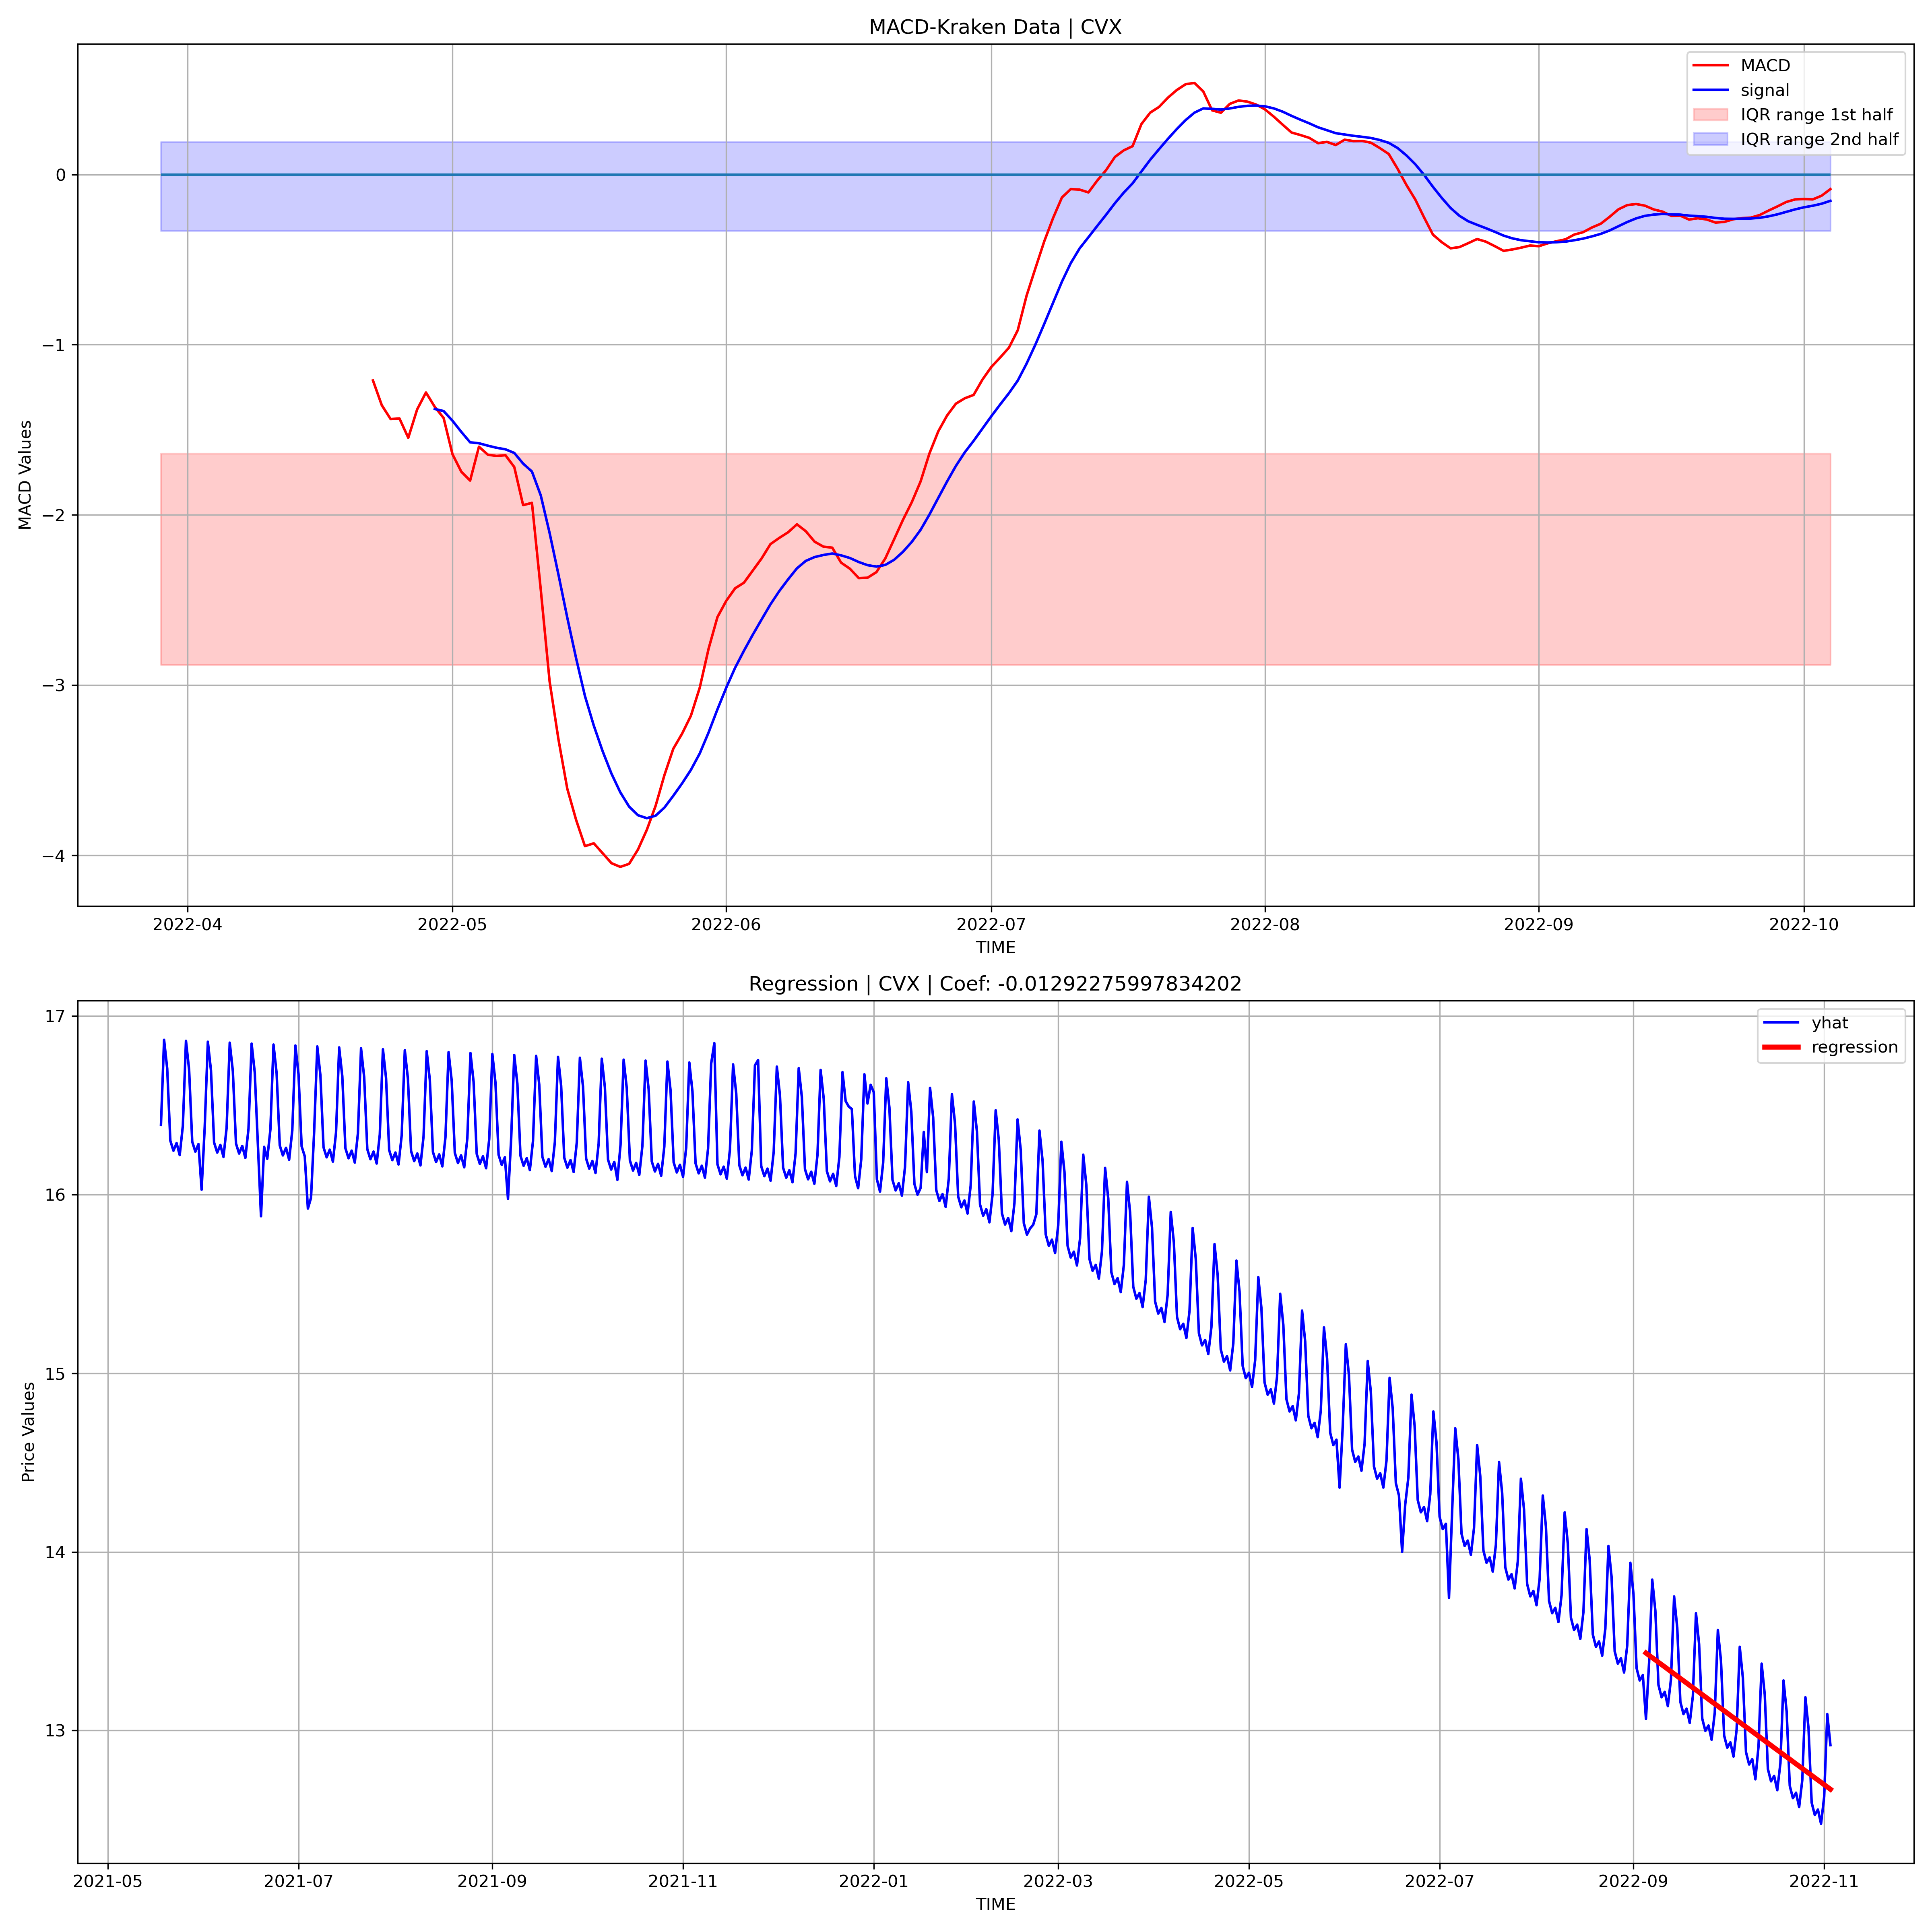 MACD-Kraken Data | CVX
MACD
signal
IQR range 1st half
IQR range 2nd half
MACD Values
0
−1
−2
−3
−4
2022-04 2022-05 2022-06 2022-07 2022-08 2022-09 2022-10
TIME
Regression | CVX | Coef: -0.01292275997834202
yhat
regression
Price Values
17
16
15
14
13
2021-05 2021-07 2021-09 2021-11 2022-01 2022-03 2022-05 2022-07 2022-09 2022-11
TIME